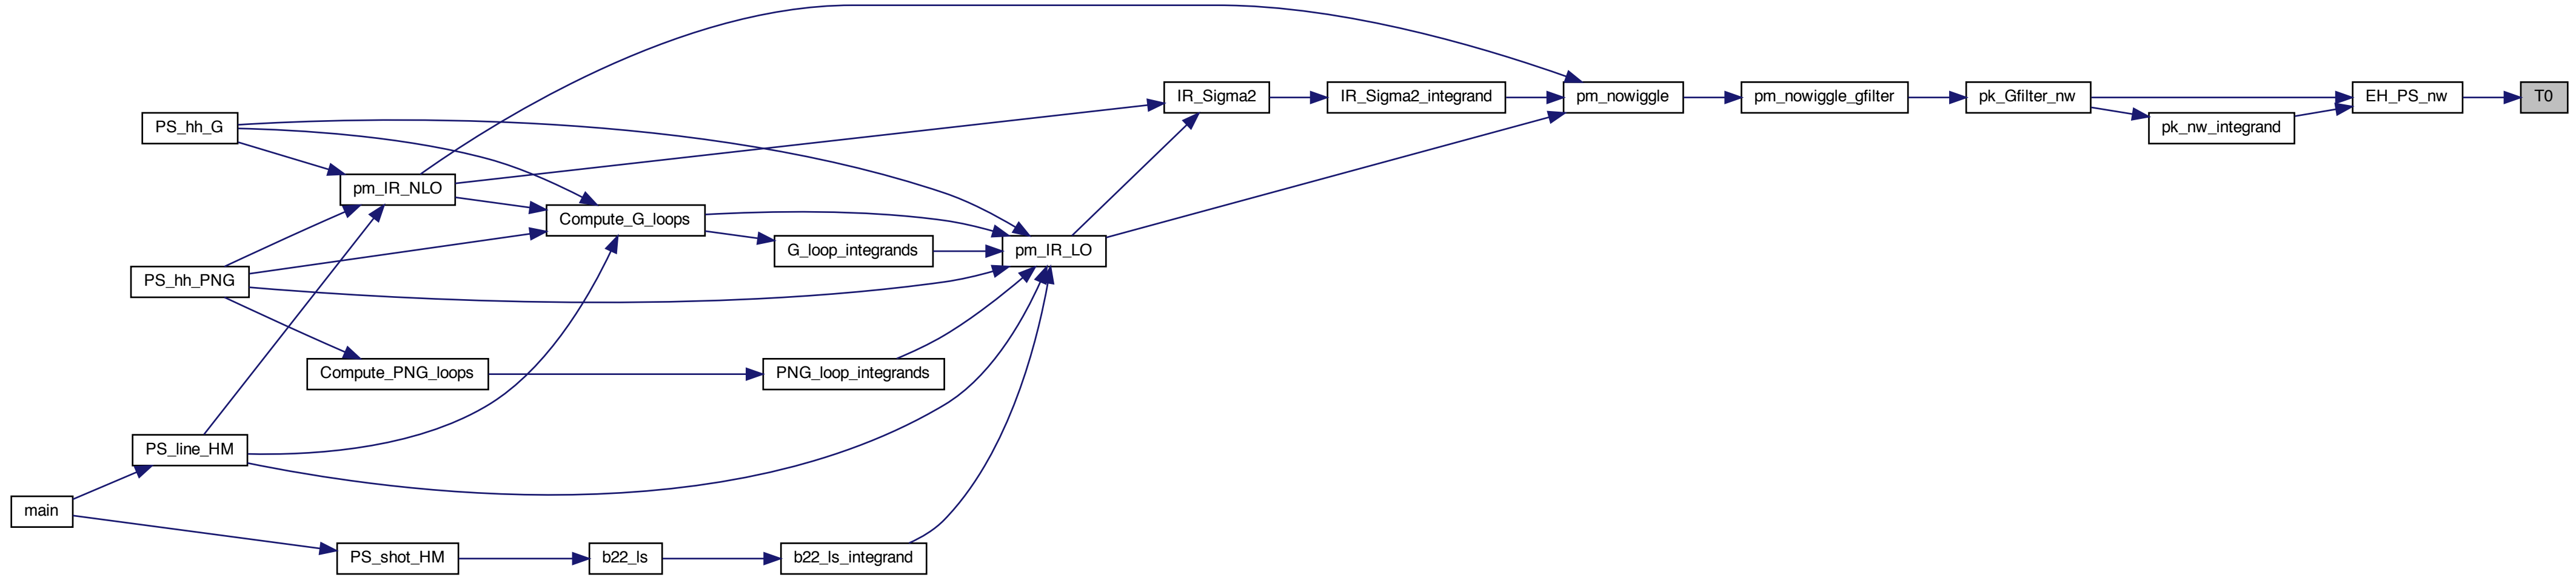 PS_hh_G
pm_IR_NLO
PS_hh_PNG
Compute_G_loops
G_loop_integrands
pm_IR_LO
IR_Sigma2
IR_Sigma2_integrand
pm_nowiggle
pm_nowiggle_gfilter
pk_Gfilter_nw
pk_nw_integrand
EH_PS_nw
T0
Compute_PNG_loops
PNG_loop_integrands
PS_line_HM
main
PS_shot_HM
b22_ls
b22_ls_integrand